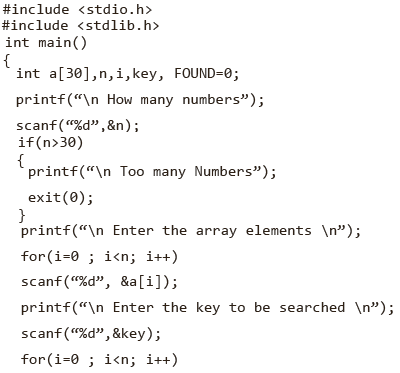 #include <stdio.h>
#include <stdlib.h>
int main()
{
int a[30],n,i,key, FOUND=0;
printf(“\n How many numbers”);
scanf(“%d”,&n);
if(n>30)
{
printf(“\n Too many Numbers”);
exit(0);
}
printf(“\n Enter the array elements \n”);
for(i=0 ; i<n; i++)
scanf(“%d”, &a[i]);
printf(“\n Enter the key to be searched \n”);
scanf(“%d”,&key);
for(i=0 ; i<n; i++)